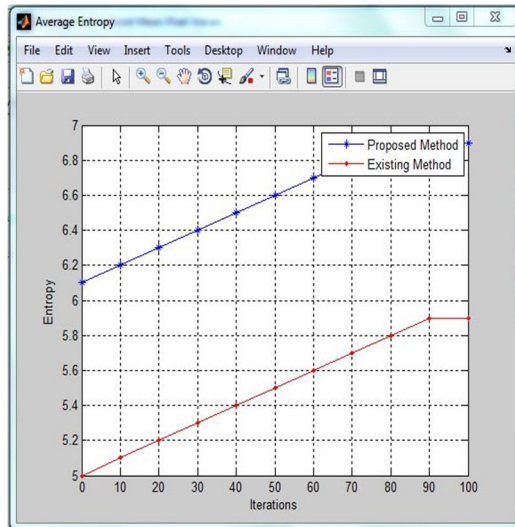 Average Entropy
File Edit View Insert Tools Desktop Window Help
7
6.8
6.6
6.4
6.2
6
5.8
5.6
5.4
5.2
5
Entropy
Proposed Method
Existing Method
0 10 20 30 40 50 60 70 80 90 100
Iterations